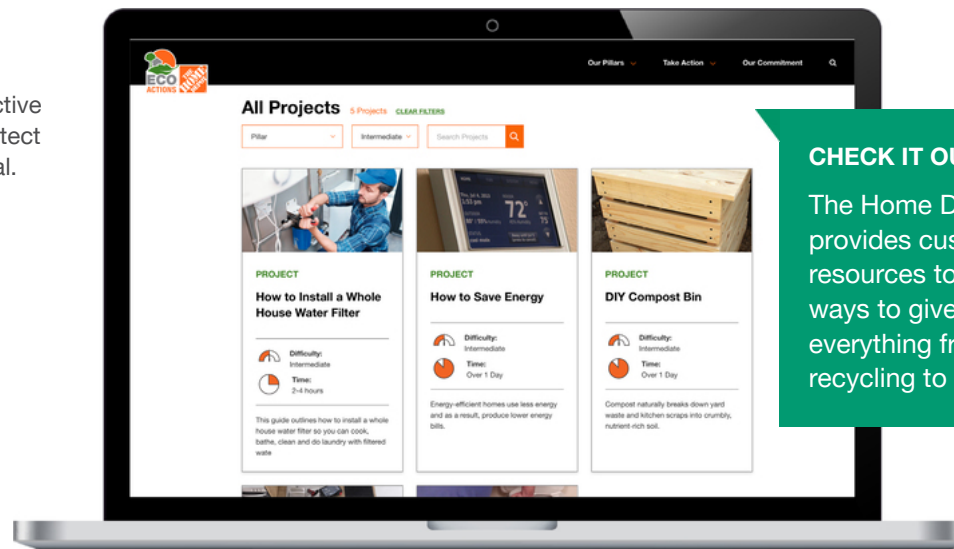 ctive
tect
al.
ECO
ACTIONS
THE
HOME
Our Pillars
Take Action
Our Commitment
All Projects
5 Projects
CLEAR FILTERS
Pillar
Intermediate
Search Projects
72°
PROJECT
How to Install a Whole
House Water Filter
Difficulty:
Intermediate
Time:
2–4 hours
This guide outlines how to install a whole
house water filter so you can cook,
bathe, clean and do laundry with filtered
wate
PROJECT
How to Save Energy
Difficulty:
Intermediate
Time:
Over 1 Day
Energy-efficient homes use less energy
and as a result, produce lower energy
bills.
PROJECT
DIY Compost Bin
Difficulty:
Intermediate
Time:
Over 1 Day
Compost naturally breaks down yard
waste and kitchen scraps into crumbly,
nutrient-rich soil.
CHECK IT OU
The Home D
provides cus
resources to
ways to give
everything fr
recycling to